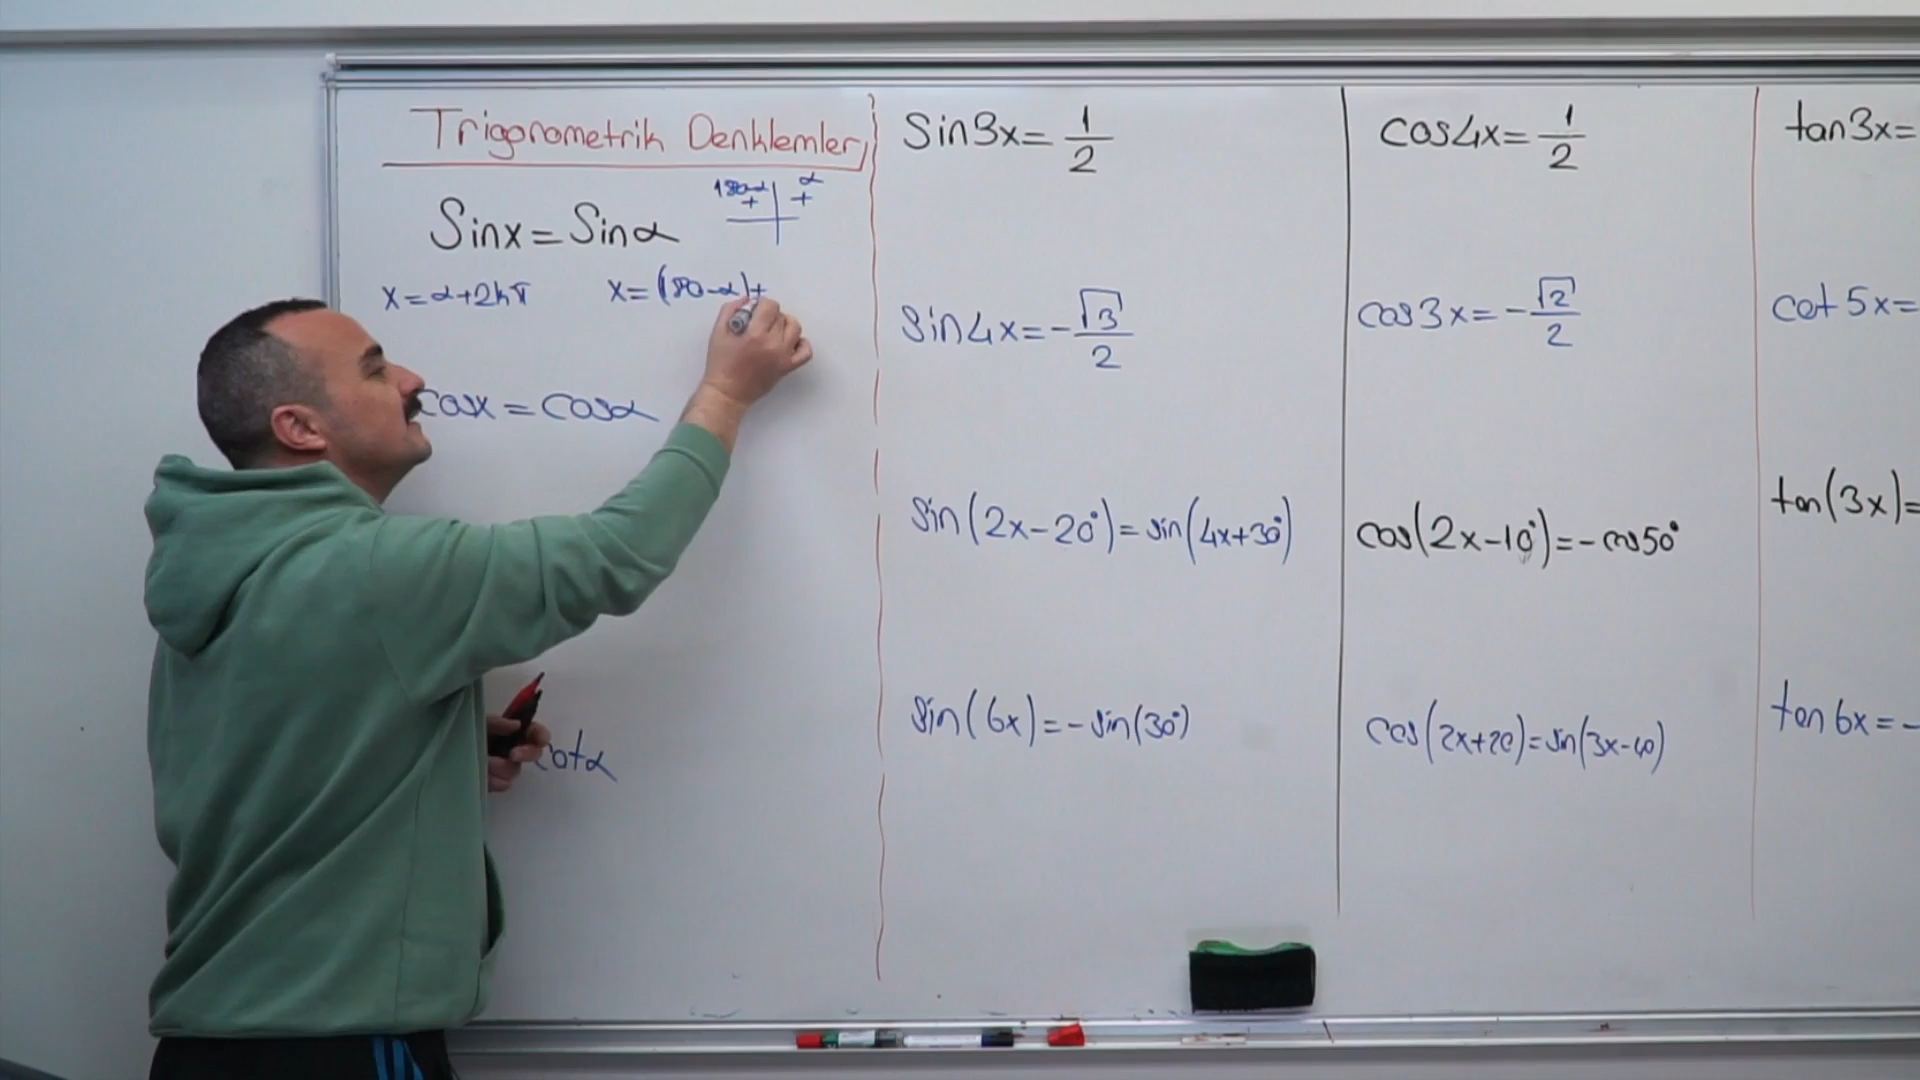 Trigonometrik Denklemler
180-α α
+ +
Sinx = Sinα
x = α+2kπ x = (180-α)+
cosx = cosα
cotα
Sin3x = 1/2
sin4x = -√3/2
sin(2x-20°) = sin(4x+30°)
sin(6x) = -sin(30°)
cos4x = 1/2
cos3x = -√2/2
cos(2x-10°) = -cos50°
cos(2x+20) = sin(3x-40)
tan3x =
cot5x =
tan(3x) =
tan6x = -